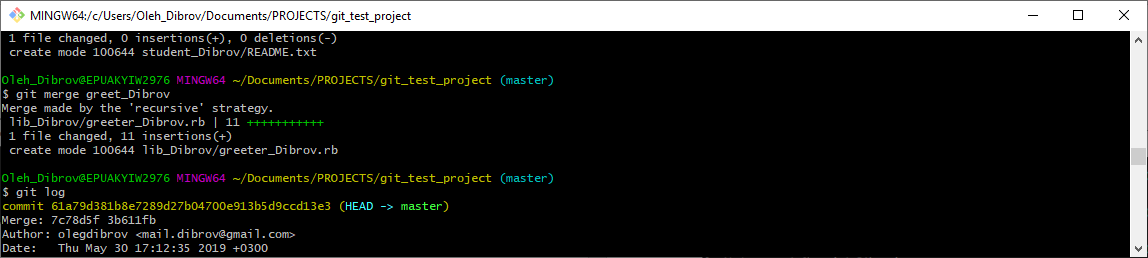 MINGW64:/c/Users/Oleh_Dibrov/Documents/PROJECTS/git_test_project
1 file changed, 0 insertions(+), 0 deletions(-)
create mode 100644 student_Dibrov/README.txt
Oleh_Dibrov@EPUAKYIW2976 MINGW64 ~/Documents/PROJECTS/git_test_project (master)
$ git merge greet_Dibrov
Merge made by the 'recursive' strategy.
lib_Dibrov/greeter_Dibrov.rb | 11 +++++++++++
1 file changed, 11 insertions(+)
create mode 100644 lib_Dibrov/greeter_Dibrov.rb
Oleh_Dibrov@EPUAKYIW2976 MINGW64 ~/Documents/PROJECTS/git_test_project (master)
$ git log
commit 61a79d381b8e7289d27b04700e913b5d9ccd13e3 (HEAD -> master)
Merge: 7c78d5f 3b611fb
Author: olegdibrov <mail.dibrov@gmail.com>
Date:   Thu May 30 17:12:35 2019 +0300